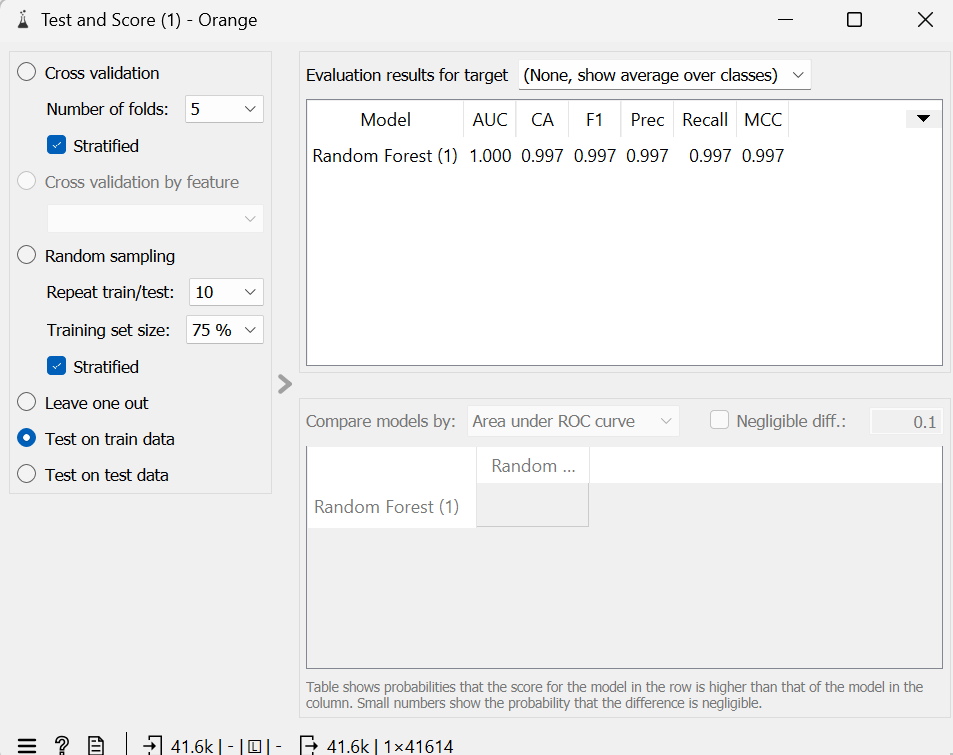 Test and Score (1) - Orange
Cross validation
Number of folds: 5
Stratified
Cross validation by feature
Random sampling
Repeat train/test: 10
Training set size: 75 %
Stratified
Leave one out
Test on train data
Test on test data
Evaluation results for target (None, show average over classes)
Model AUC CA F1 Prec Recall MCC
Random Forest (1) 1.000 0.997 0.997 0.997 0.997 0.997
Compare models by: Area under ROC curve Negligible diff.: 0.1
Random ...
Random Forest (1)
Table shows probabilities that the score for the model in the row is higher than that of the model in the
column. Small numbers show the probability that the difference is negligible.
41.6k | - | L | - 41.6k | 1×41614